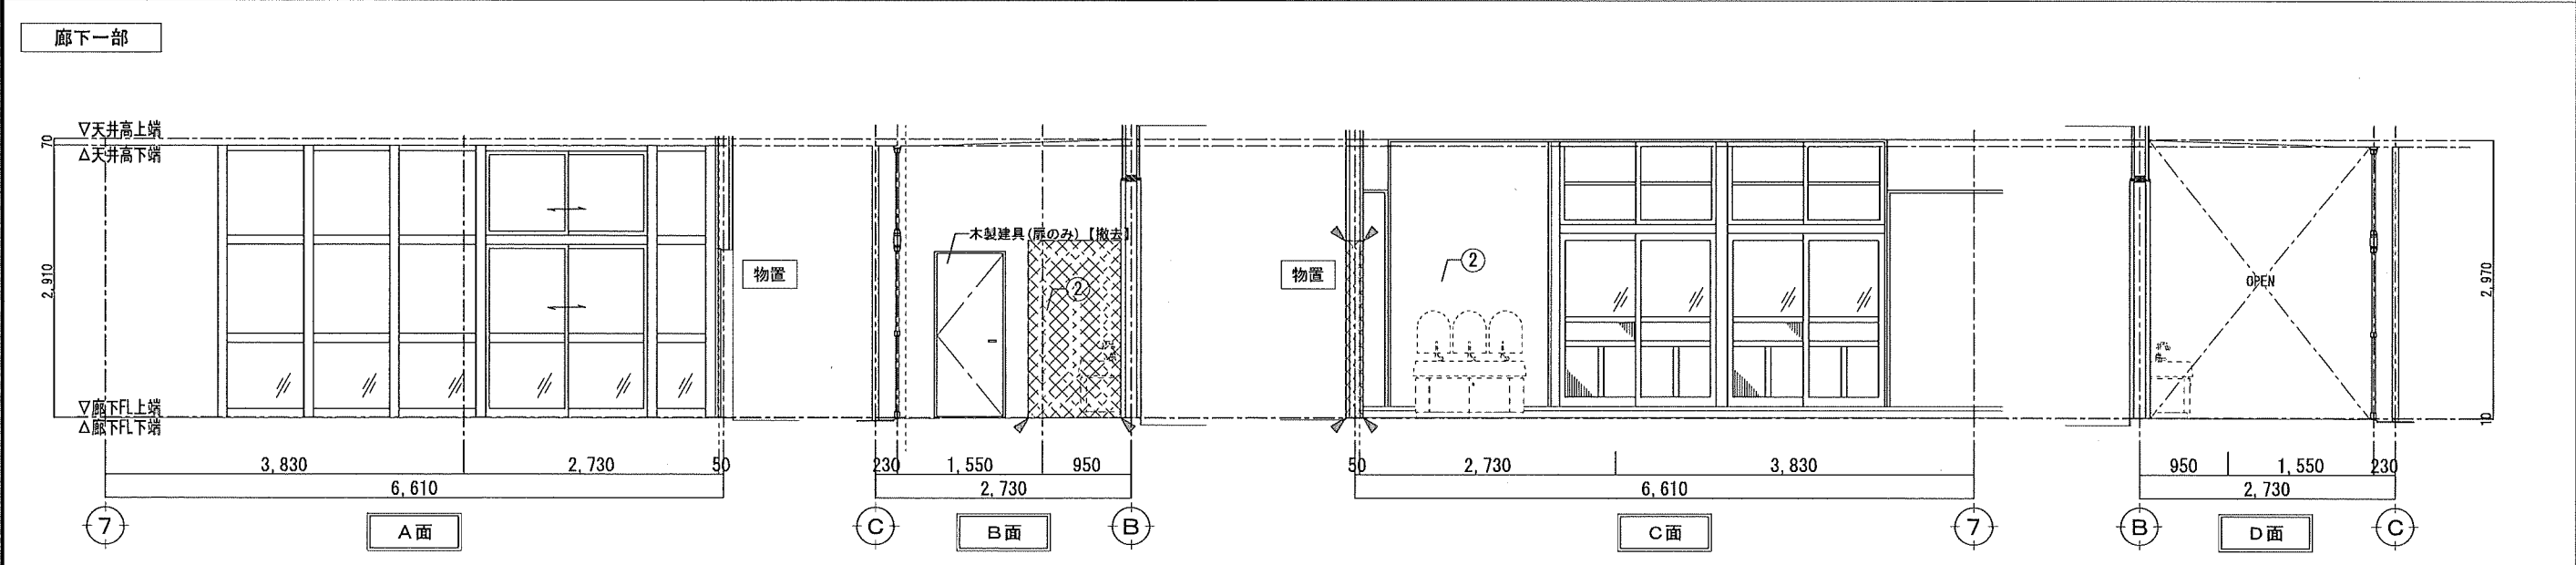 廊下一部
▽天井高上端
△天井高下端
70
2,910
▽廊下FL上端
△廊下FL下端
物置
木製建具(扉のみ)【撤去】
②
物置
②
OPEN
2,970
10
3,830
2,730
50
6,610
230
1,550
950
2,730
50
2,730
3,830
6,610
950
1,550
230
2,730
7
A面
C
B面
B
C面
7
B
D面
C